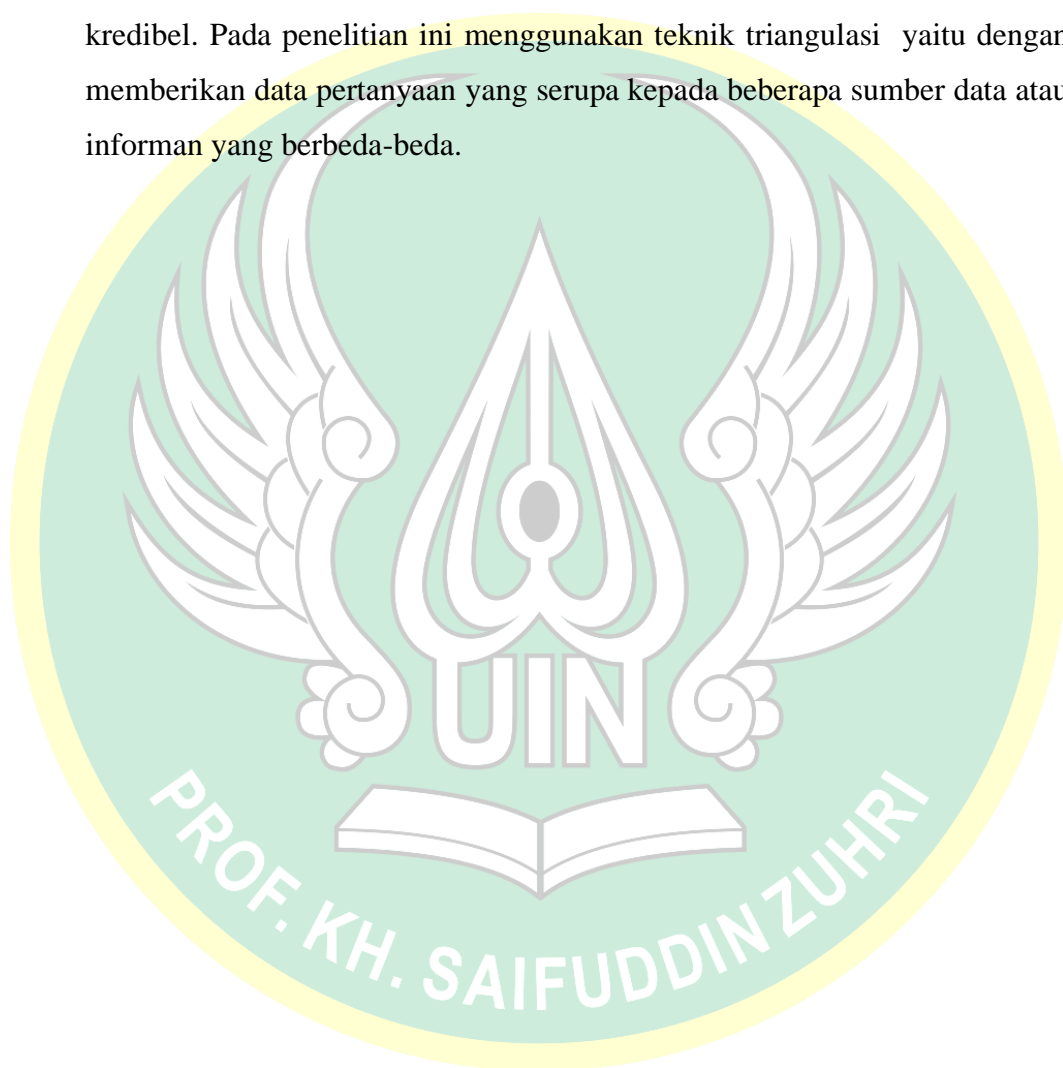 kredibel. Pada penelitian ini menggunakan teknik triangulasi yaitu dengan
memberikan data pertanyaan yang serupa kepada beberapa sumber data atau
informan yang berbeda-beda.
UIN
PROF. KH. SAIFUDDIN ZUHRI